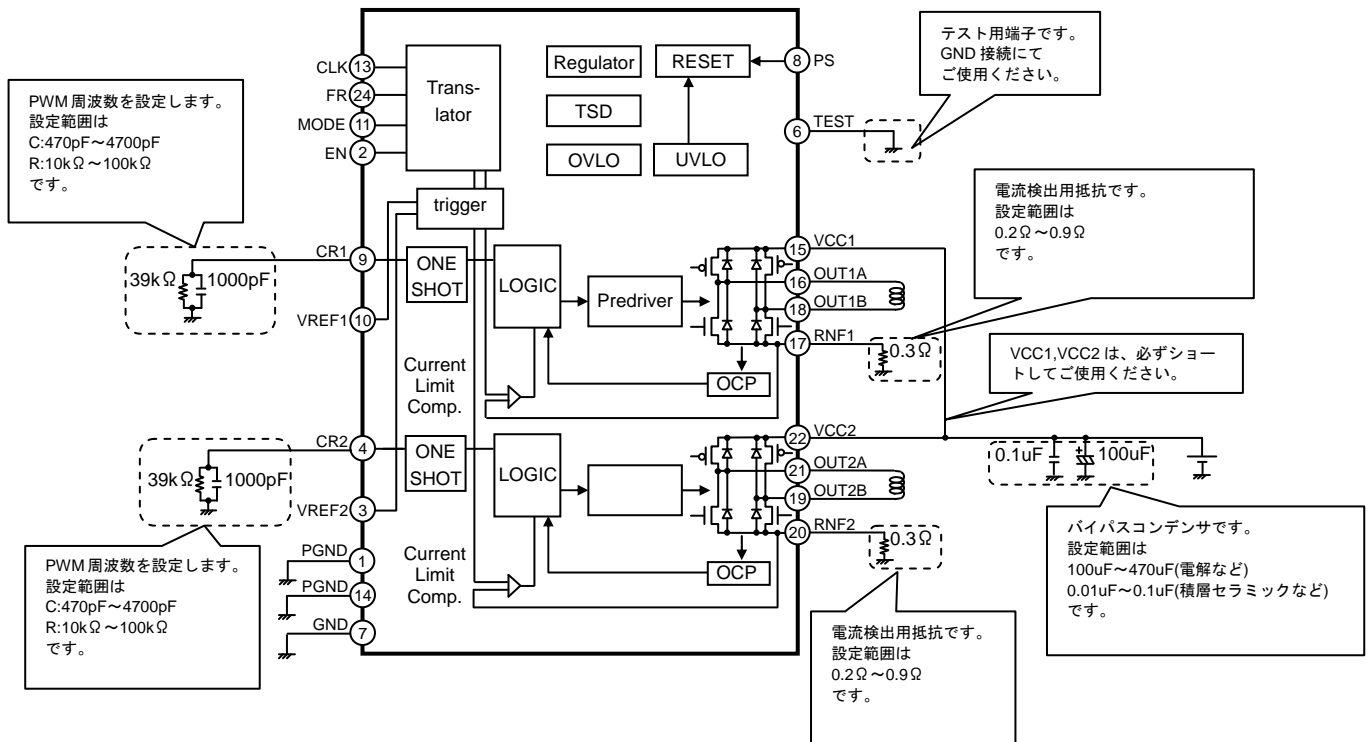 PWM 周波数を設定します。
設定範囲は
C:470pF～4700pF
R:10kΩ～100kΩ
です。
CLK 13
FR 24
MODE 11
EN 2
Trans-
lator
Regulator
RESET
TSD
OVLO
UVLO
8 PS
6 TEST
テスト用端子です。
GND 接続にて
ご使用ください。
trigger
39kΩ
1000pF
CR1 9
VREF1 10
ONE
SHOT
LOGIC
Predriver
Current
Limit
Comp.
OCP
15 VCC1
16 OUT1A
18 OUT1B
17 RNF1
0.3Ω
電流検出用抵抗です。
設定範囲は
0.2Ω～0.9Ω
です。
VCC1,VCC2 は、必ずショー
トしてご使用ください。
39kΩ
1000pF
CR2 4
VREF2 3
ONE
SHOT
LOGIC
Current
Limit
Comp.
OCP
22 VCC2
21 OUT2A
19 OUT2B
20 RNF2
0.3Ω
0.1uF
+
100uF
PGND 1
PGND 14
GND 7
PWM 周波数を設定します。
設定範囲は
C:470pF～4700pF
R:10kΩ～100kΩ
です。
電流検出用抵抗です。
設定範囲は
0.2Ω～0.9Ω
です。
バイパスコンデンサです。
設定範囲は
100uF～470uF(電解など)
0.01uF～0.1uF(積層セラミックなど)
です。